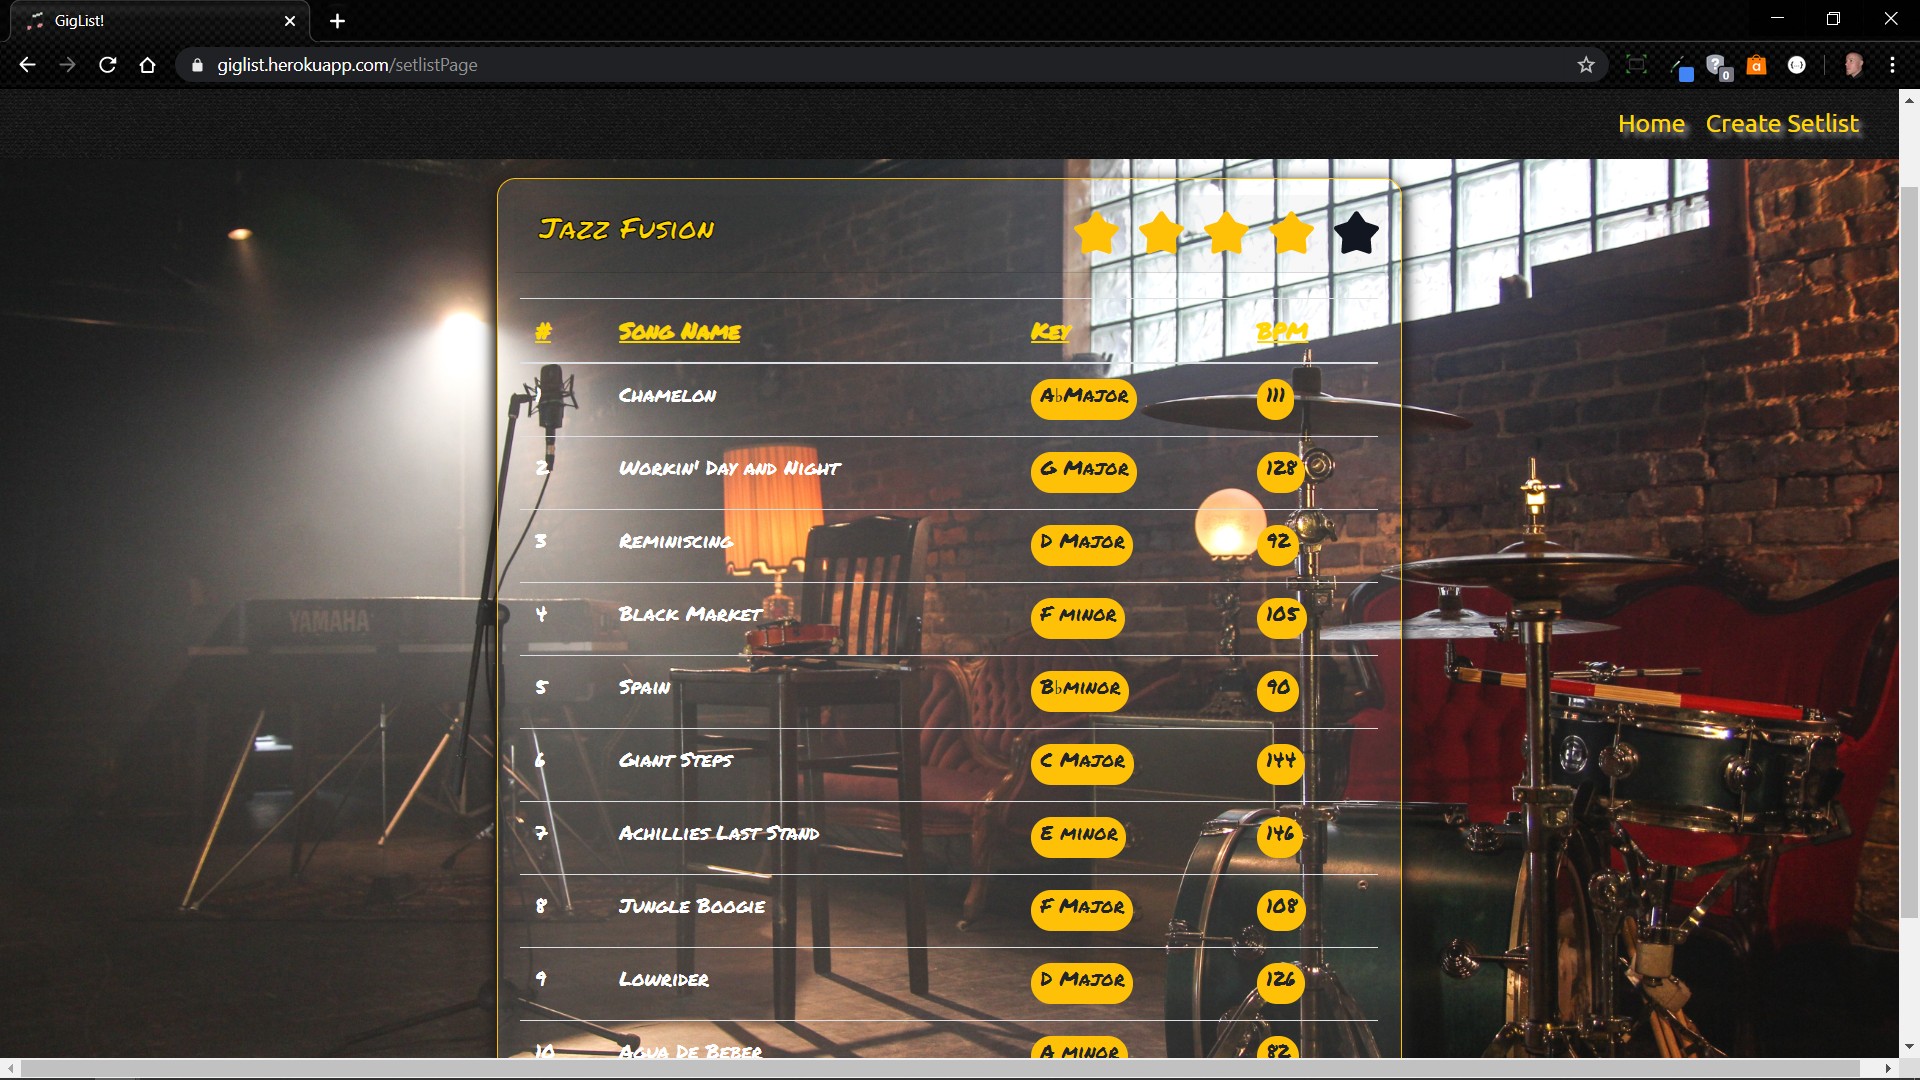 GigList!
giglist.herokuapp.com/setlistPage
0
Home Create Setlist
Jazz Fusion
# Song Name Key BPM
1 Chamelon A♭Major 111
2 Workin' Day and Night G Major 128
3 Reminiscing D Major 92
4 Black Market F minor 105
5 Spain B♭minor 90
6 Giant Steps C Major 144
7 Achillies Last Stand E minor 146
8 Jungle Boogie F Major 108
9 Lowrider D Major 126
10 Agua De Beber A minor 82
YAMAHA